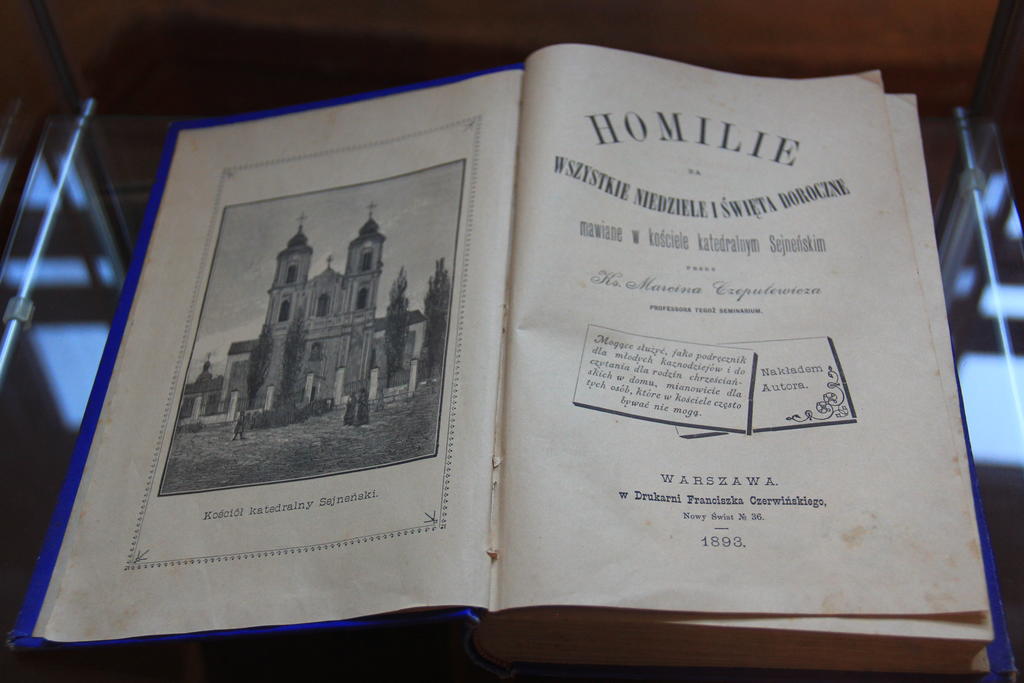 Kościół katedralny Sejneński.
HOMILIE
NA
WSZYSTKIE NIEDZIELE I ŚWIĘTA DOROCZNE
mawiane w kościele katedralnym Sejneńskim
PRZEZ
Ks. Marcina Czeputewicza
PROFESSORA TEGOŻ SEMINARIUM.
Mogące służyć, jako podręcznik
dla młodych kaznodziejów i do
czytania dla rodzin chrześciań-
skich w domu, mianowicie dla
tych osób, które w kościele często
bywać nie mogą.
Nakładem
Autora.
WARSZAWA.
w Drukarni Franciszka Czerwińskiego,
Nowy Świat № 36.
1893.